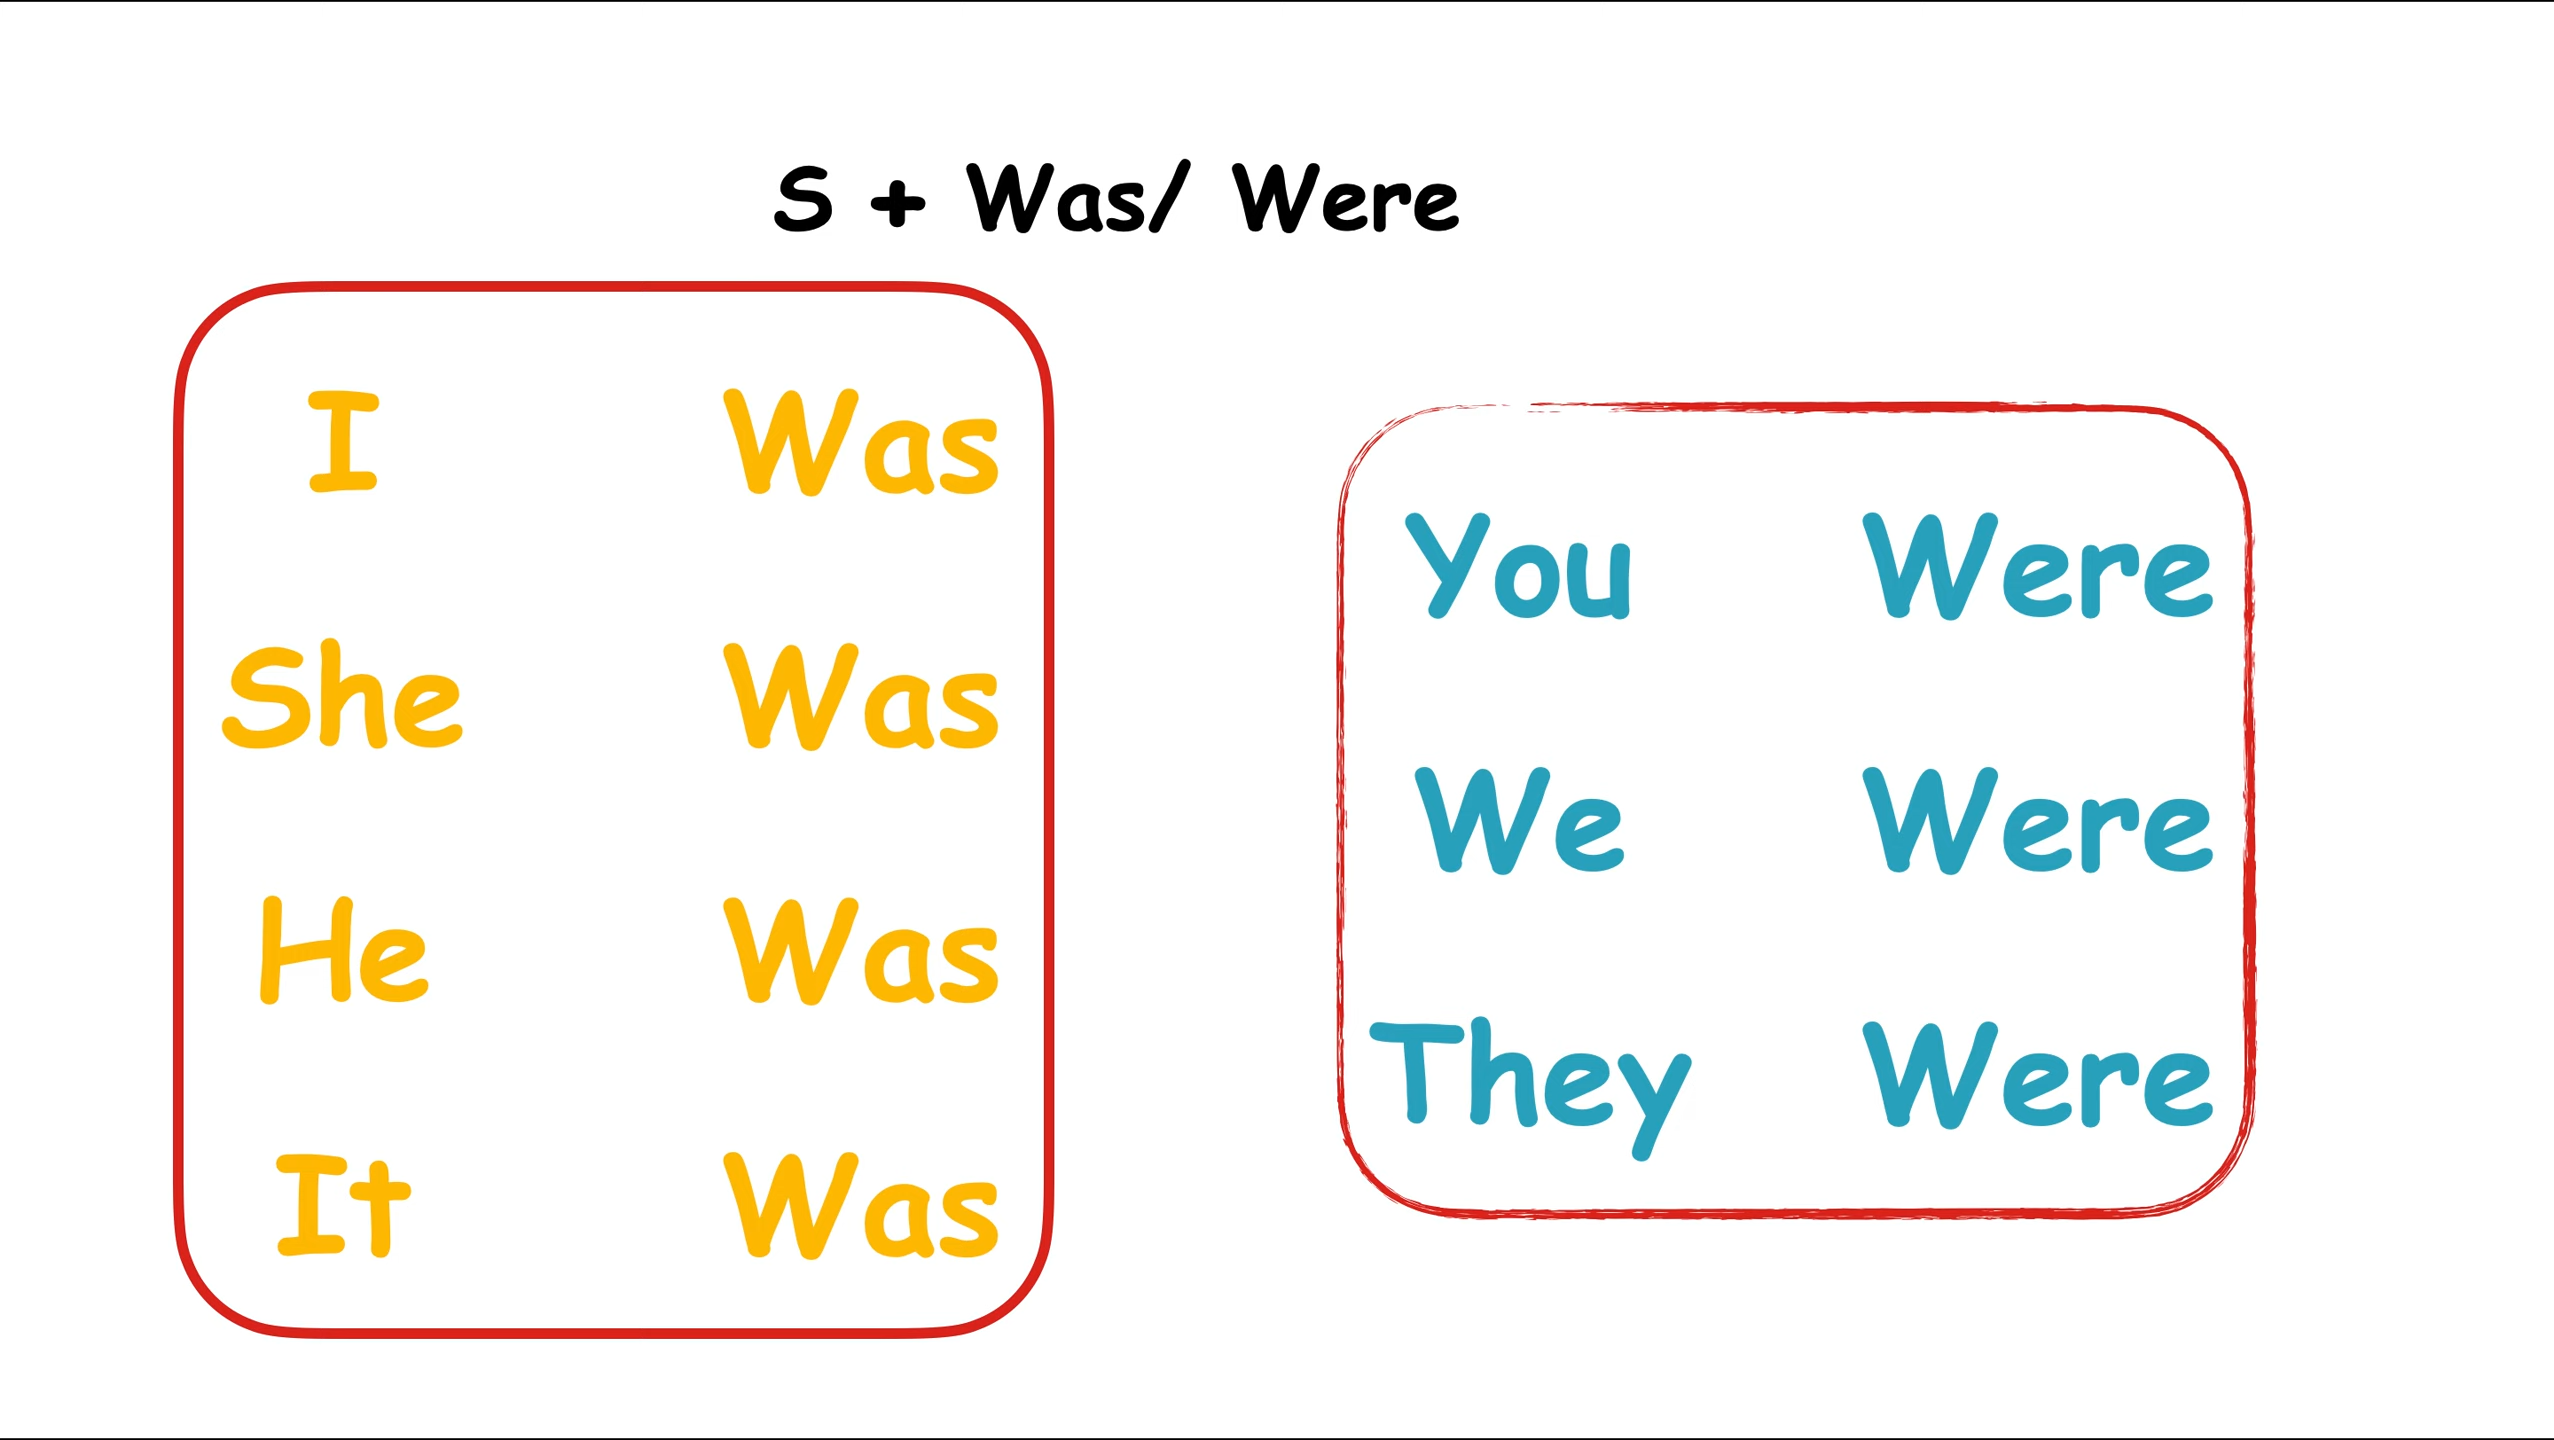 S + Was/ Were
I Was
She Was
He Was
It Was
You Were
We Were
They Were